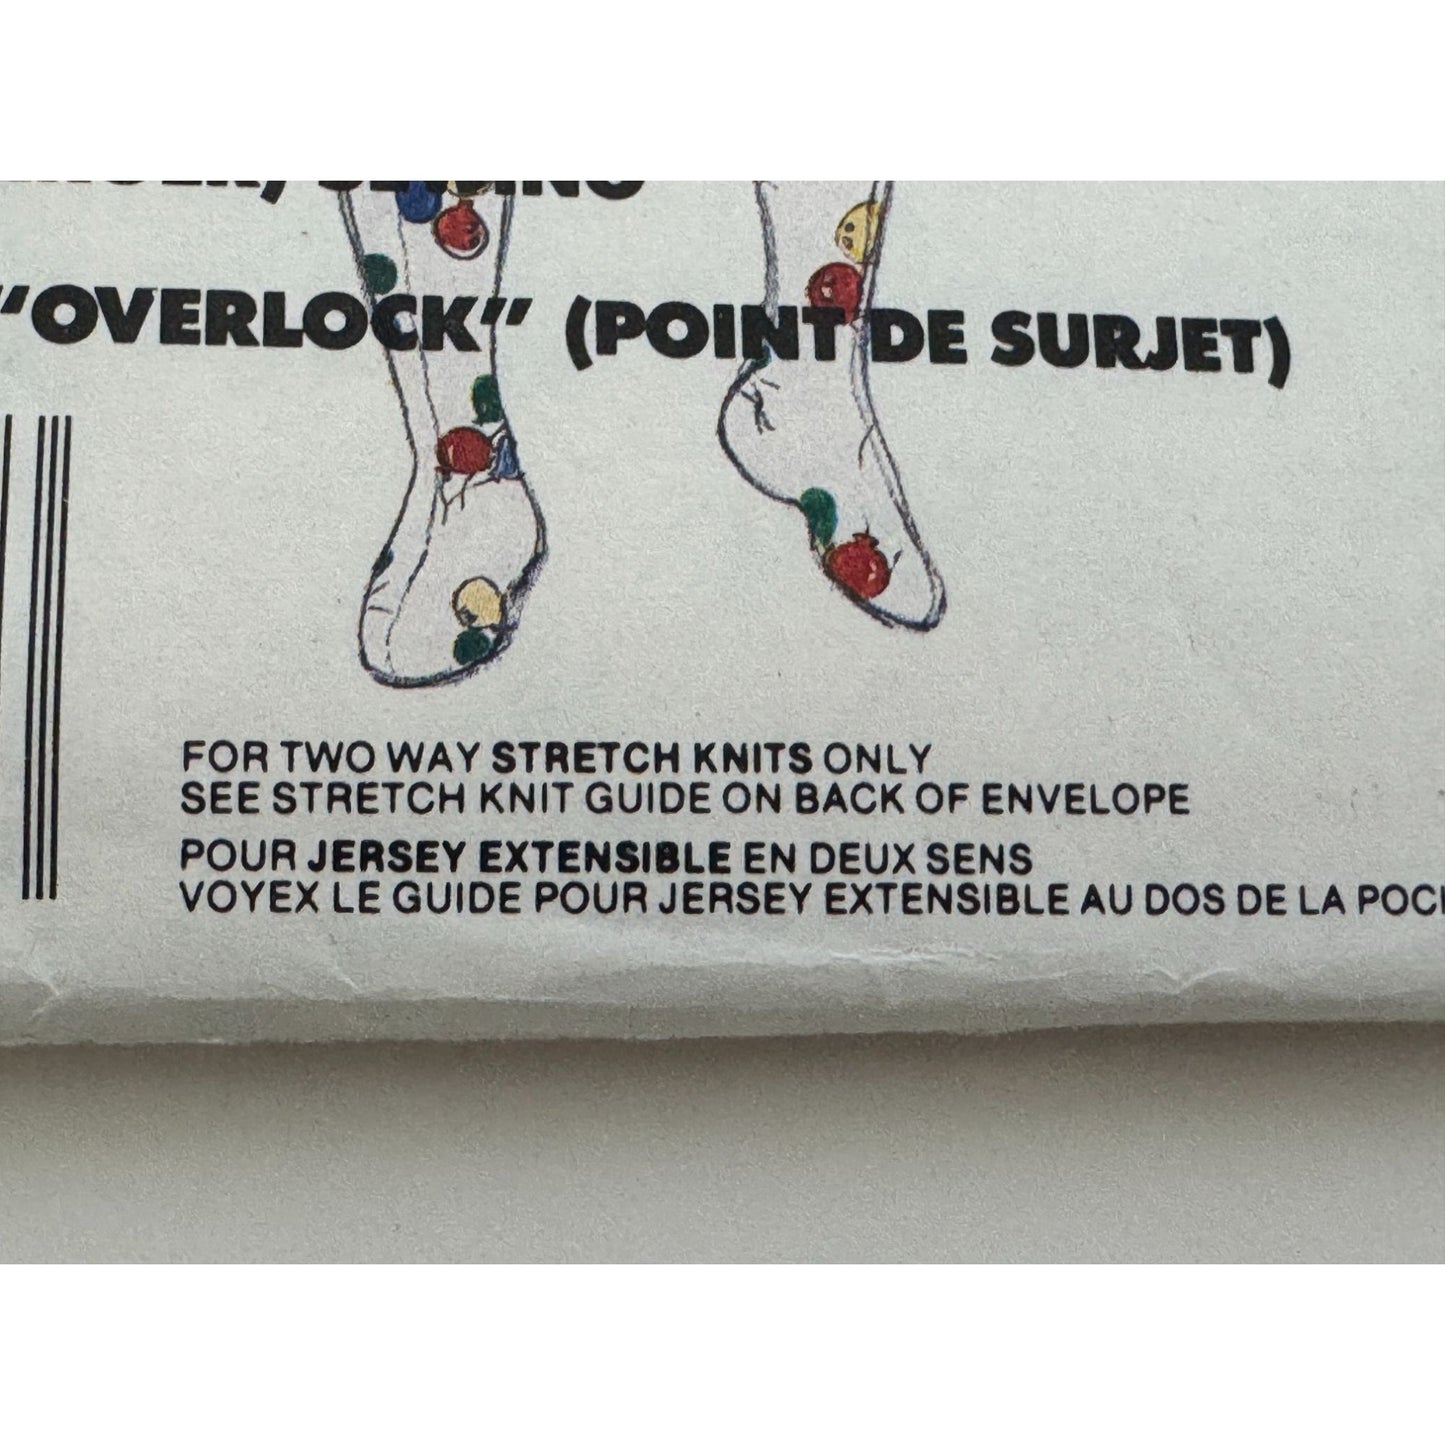 "OVERLOCK" (POINT DE SURJET)
FOR TWO WAY STRETCH KNITS ONLY
SEE STRETCH KNIT GUIDE ON BACK OF ENVELOPE
POUR JERSEY EXTENSIBLE EN DEUX SENS
VOYEX LE GUIDE POUR JERSEY EXTENSIBLE AU DOS DE LA